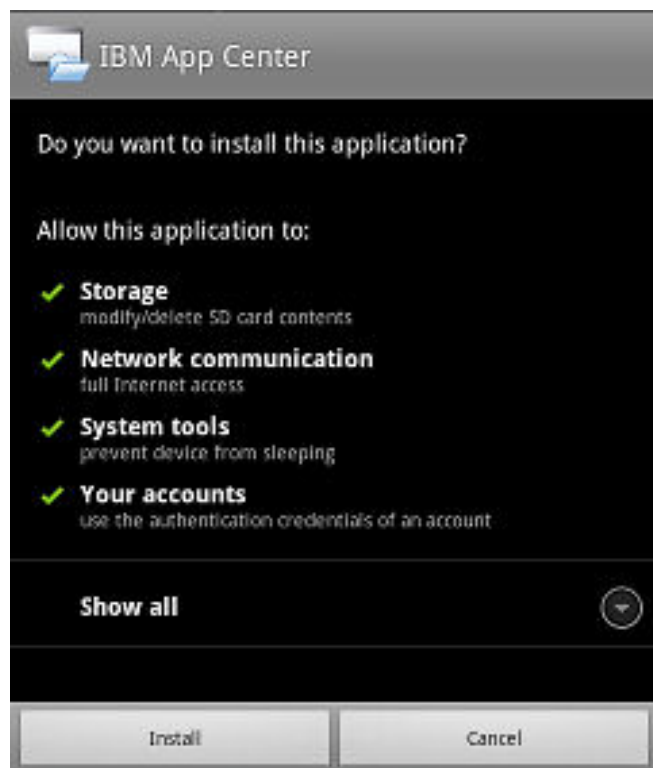 IBM App Center
Do you want to install this application?
Allow this application to:
Storage
modify/delete SD card contents
Network communication
full Internet access
System tools
prevent device from sleeping
Your accounts
use the authentication credentials of an account
Show all
Install
Cancel